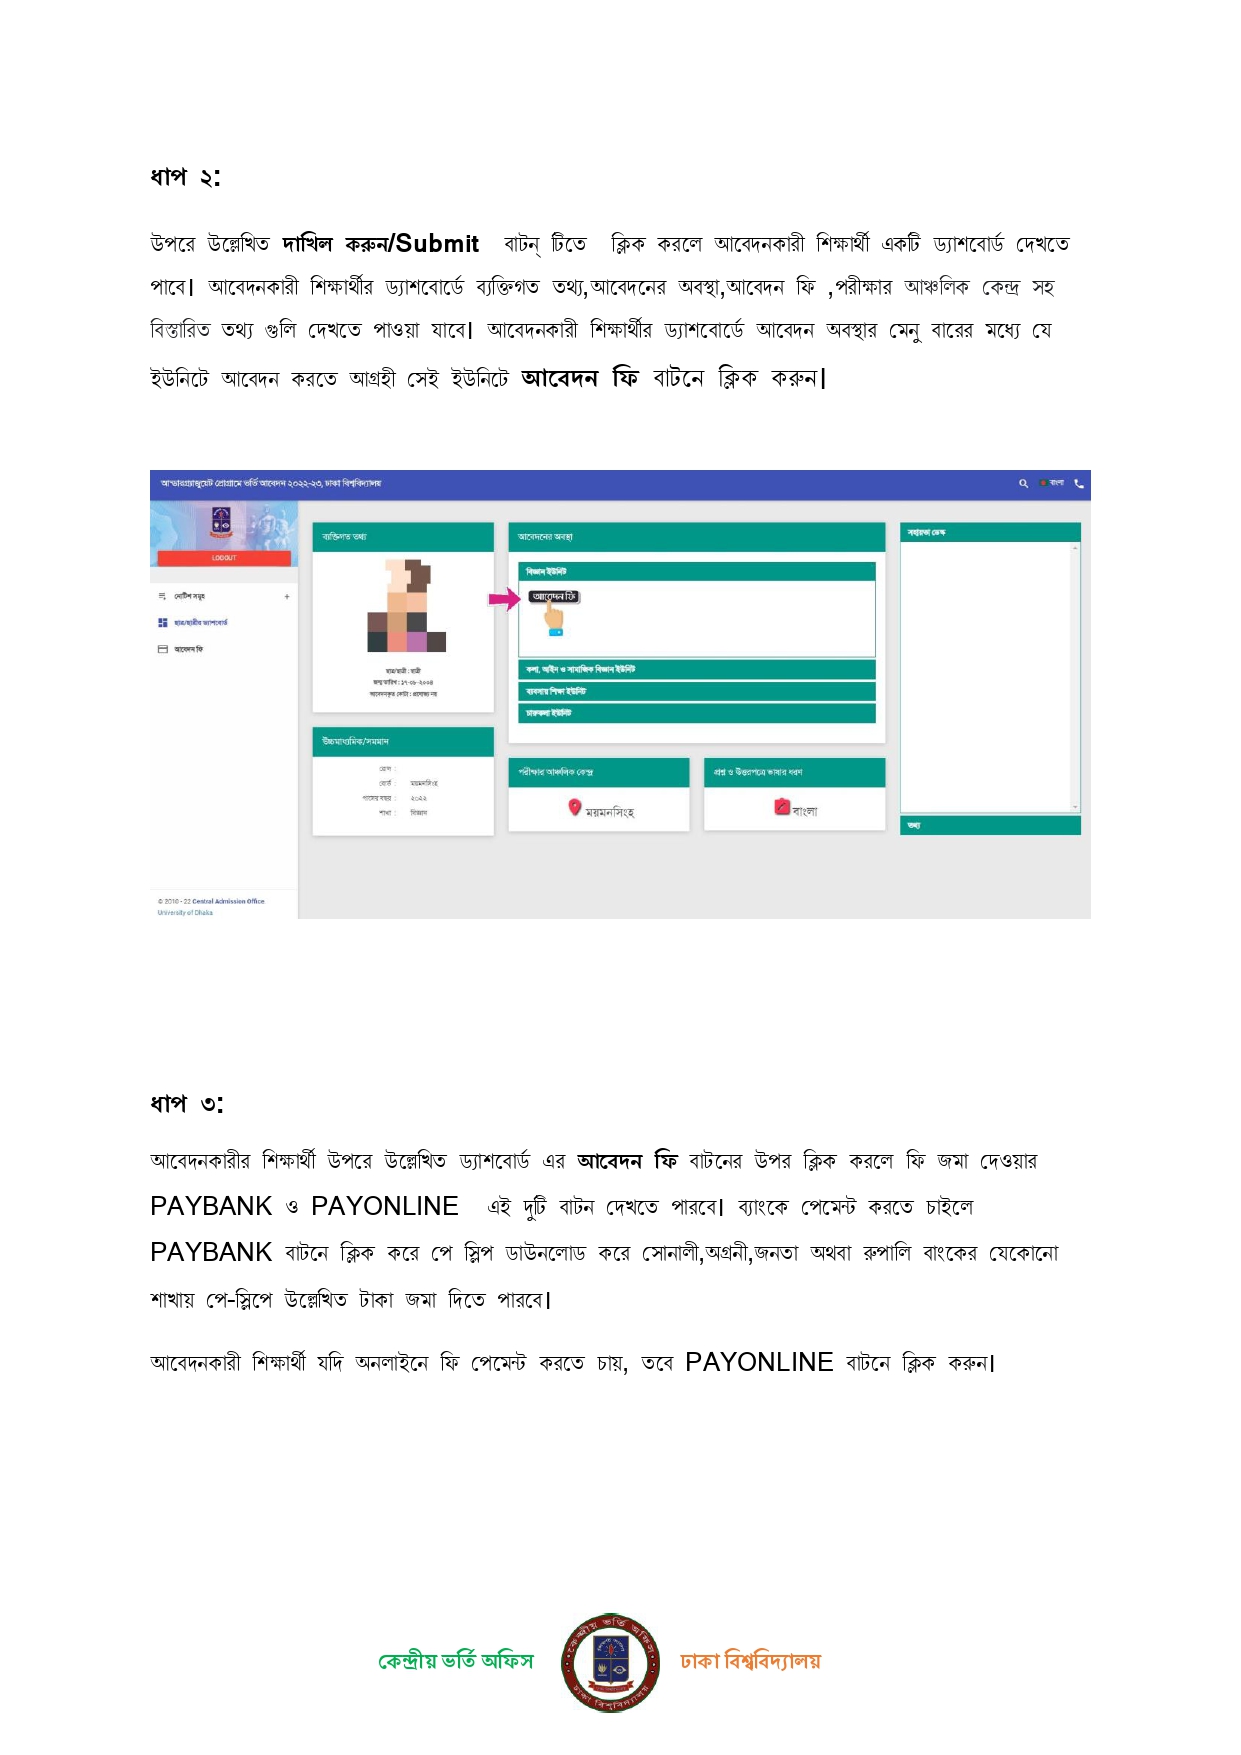 ধাপ ২:
উপরে উল্লেখিত দাখিল করুন/Submit বাটন্ টিতে ক্লিক করলে আবেদনকারী শিক্ষার্থী একটি ড্যাশবোর্ড দেখতে
পাবে। আবেদনকারী শিক্ষার্থীর ড্যাশবোর্ডে ব্যক্তিগত তথ্য,আবেদনের অবস্থা,আবেদন ফি ,পরীক্ষার আঞ্চলিক কেন্দ্র সহ
বিস্তারিত তথ্য গুলি দেখতে পাওয়া যাবে। আবেদনকারী শিক্ষার্থীর ড্যাশবোর্ডে আবেদন অবস্থার মেনু বারের মধ্যে যে
ইউনিটে আবেদন করতে আগ্রহী সেই ইউনিটে আবেদন ফি বাটনে ক্লিক করুন।
আন্ডারগ্র্যাজুয়েট প্রোগ্রামে ভর্তি আবেদন ২০২২-২৩, ঢাকা বিশ্ববিদ্যালয়
বাংলা
LOGOUT
নোটিশ সমূহ +
ছাত্র/ছাত্রীর ড্যাশবোর্ড
আবেদন ফি
ব্যক্তিগত তথ্য
ছাত্র/ছাত্রী : ছাত্রী
জন্ম তারিখ : ১৭-০৮-২০০৪
আবেদনকৃত কোটা : প্রযোজ্য নয়
উচ্চমাধ্যমিক/সমমান
রোল :
বোর্ড : ময়মনসিংহ
পাসের বছর : ২০২২
শাখা : বিজ্ঞান
আবেদনের অবস্থা
বিজ্ঞান ইউনিট
আবেদন ফি
কলা, আইন ও সামাজিক বিজ্ঞান ইউনিট
ব্যবসায় শিক্ষা ইউনিট
চারুকলা ইউনিট
পরীক্ষার আঞ্চলিক কেন্দ্র
ময়মনসিংহ
প্রশ্ন ও উত্তরপত্রে ভাষার ধরণ
বাংলা
সহায়তা ডেস্ক
তথ্য
© 2010 - 22 Central Admission Office
University of Dhaka
ধাপ ৩:
আবেদনকারীর শিক্ষার্থী উপরে উল্লেখিত ড্যাশবোর্ড এর আবেদন ফি বাটনের উপর ক্লিক করলে ফি জমা দেওয়ার
PAYBANK ও PAYONLINE এই দুটি বাটন দেখতে পারবে। ব্যাংকে পেমেন্ট করতে চাইলে
PAYBANK বাটনে ক্লিক করে পে স্লিপ ডাউনলোড করে সোনালী,অগ্রনী,জনতা অথবা রুপালি বাংকের যেকোনো
শাখায় পে-স্লিপে উল্লেখিত টাকা জমা দিতে পারবে।
আবেদনকারী শিক্ষার্থী যদি অনলাইনে ফি পেমেন্ট করতে চায়, তবে PAYONLINE বাটনে ক্লিক করুন।
কেন্দ্রীয় ভর্তি অফিস
কেন্দ্রীয় ভর্তি অফিস
ঢাকা বিশ্ববিদ্যালয়
ঢাকা বিশ্ববিদ্যালয়